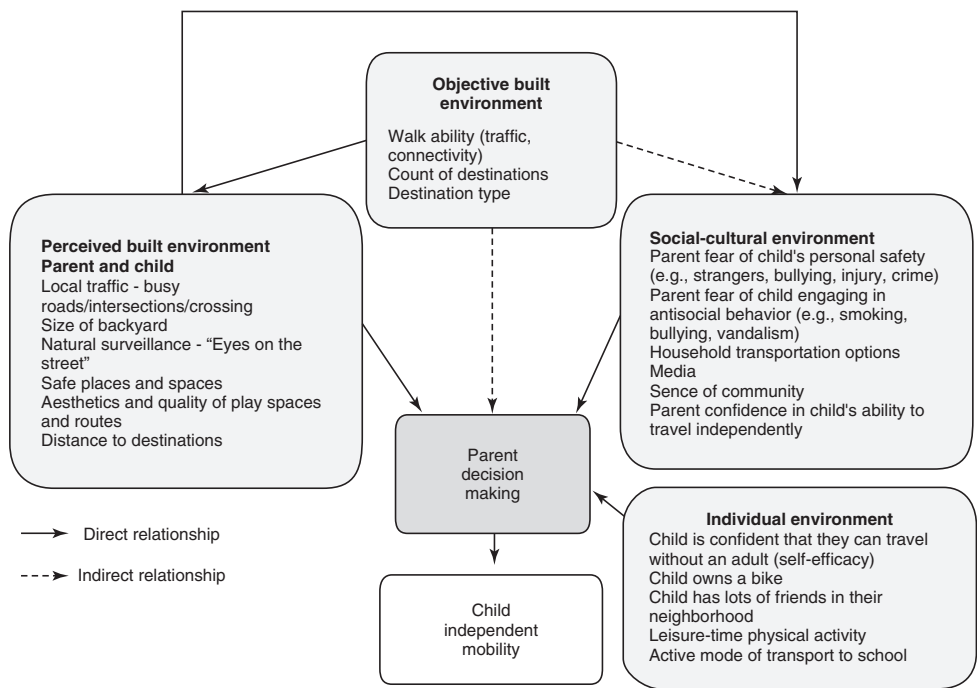 Objective built
environment
Walk ability (traffic,
connectivity)
Count of destinations
Destination type
Perceived built environment
Parent and child
Local traffic - busy
roads/intersections/crossing
Size of backyard
Natural surveillance - “Eyes on the
street”
Safe places and spaces
Aesthetics and quality of play spaces
and routes
Distance to destinations
Social-cultural environment
Parent fear of child's personal safety
(e.g., strangers, bullying, injury, crime)
Parent fear of child engaging in
antisocial behavior (e.g., smoking,
bullying, vandalism)
Household transportation options
Media
Sence of community
Parent confidence in child's ability to
travel independently
Parent
decision
making
Individual environment
Child is confident that they can travel
without an adult (self-efficacy)
Child owns a bike
Child has lots of friends in their
neighborhood
Leisure-time physical activity
Active mode of transport to school
Direct relationship
Indirect relationship
Child
independent
mobility